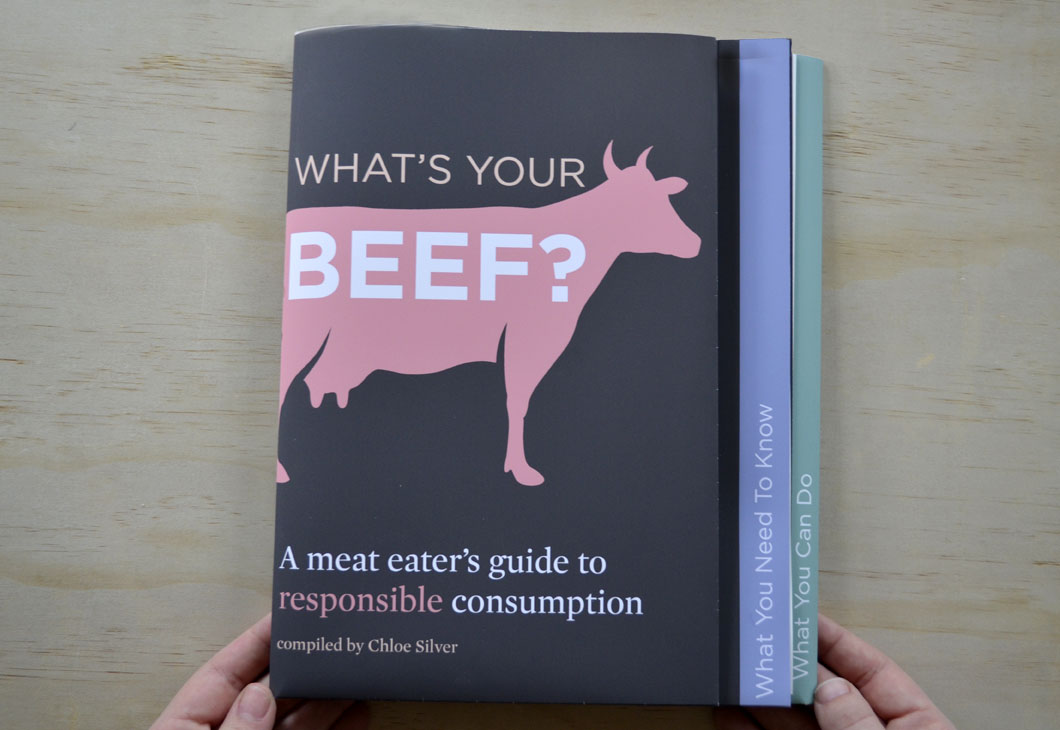 WHAT'S YOUR
BEEF?
A meat eater's guide to
responsible consumption
compiled by Chloe Silver
What You Need To Know
What You Can Do